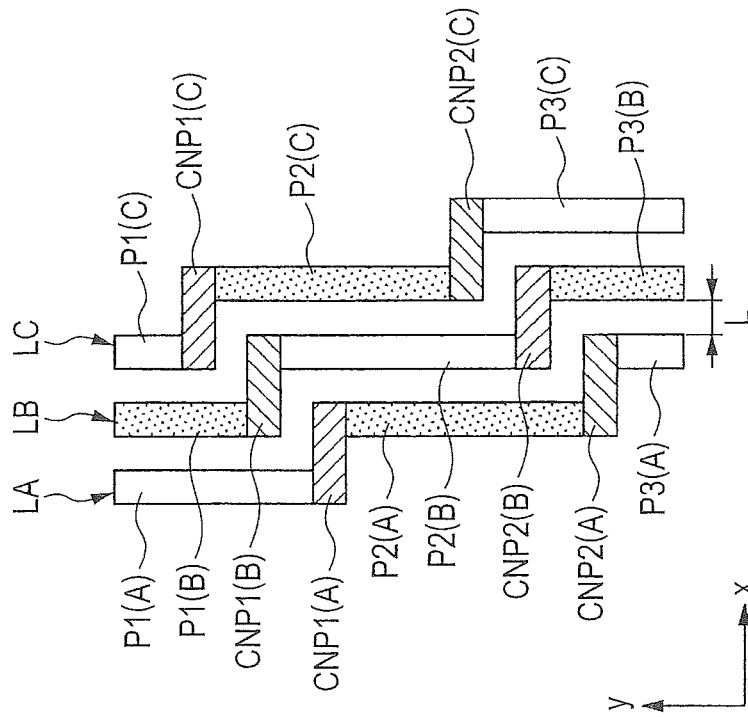 LA
LB
LC
P1(C)
CNP1(C)
P2(C)
CNP2(C)
P3(C)
P3(B)
P1(A)
P1(B)
CNP1(B)
CNP1(A)
P2(A)
P2(B)
CNP2(B)
CNP2(A)
P3(A)
L
y
x